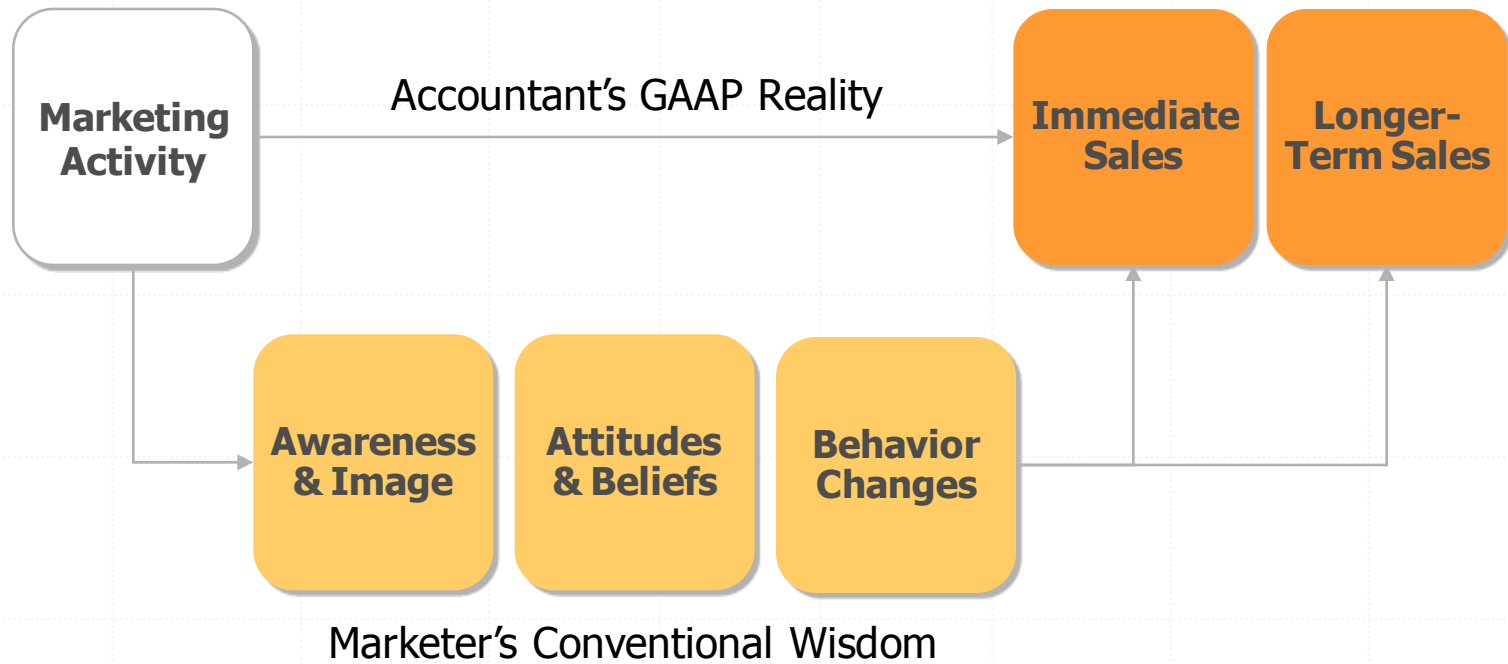 Marketing
Activity
Accountant’s GAAP Reality
Immediate
Sales
Longer-
Term Sales
Awareness
& Image
Attitudes
& Beliefs
Behavior
Changes
Marketer’s Conventional Wisdom